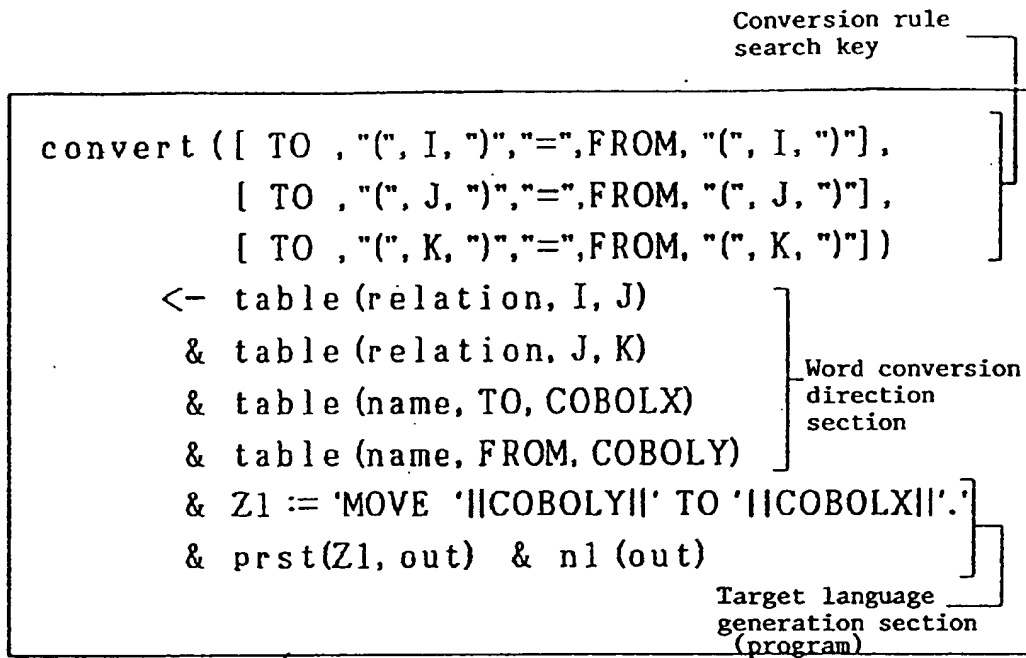 Conversion rule
search key
convert ([ TO , "(", I, ")","=",FROM, "(", I, ")"] ,
[ TO , "(", J, ")","=",FROM, "(", J, ")"] ,
[ TO , "(", K, ")","=",FROM, "(", K, ")"])
<- table (relation, I, J)
& table (relation, J, K)
& table (name, TO, COBOLX)
& table (name, FROM, COBOLY)
Word conversion
direction
section
& Z1 := 'MOVE '||COBOLY||' TO '||COBOLX||'.'
& prst(Z1, out) & nl (out)
Target language
generation section
(program)